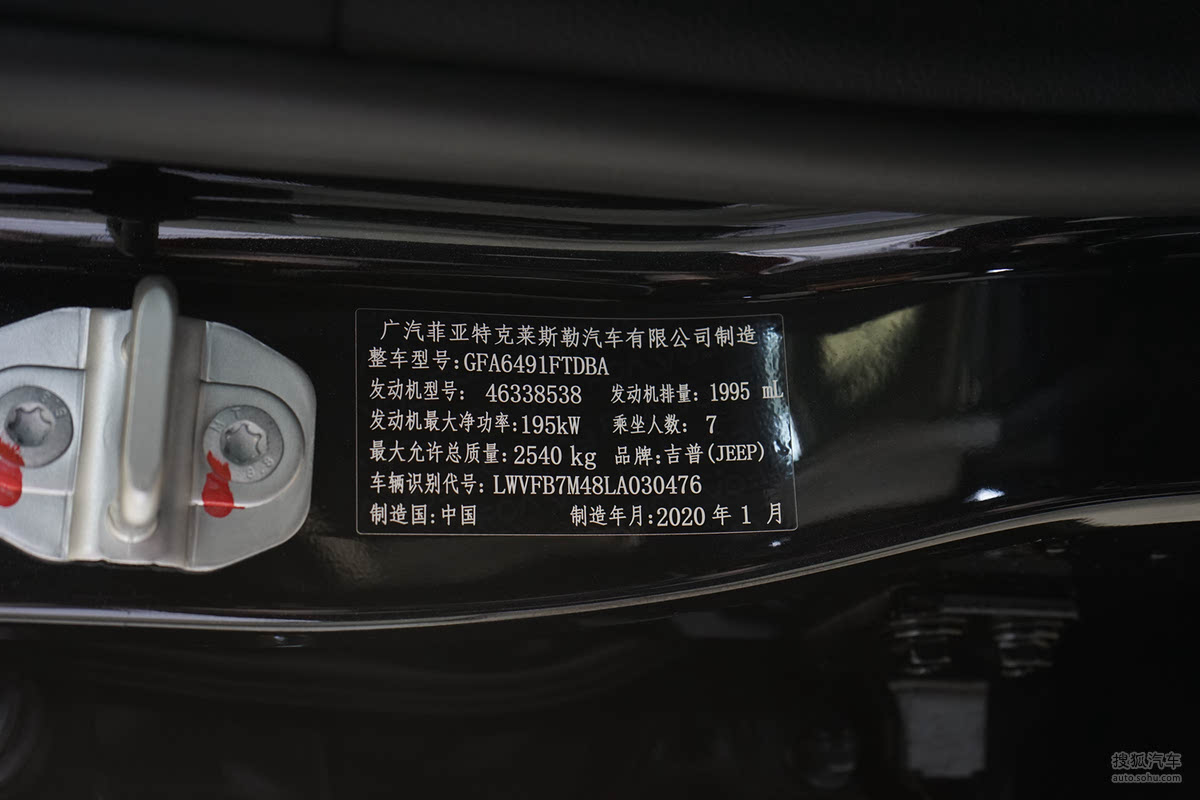 广汽菲亚特克莱斯勒汽车有限公司制造
整车型号:GFA6491FTDBA
发动机型号: 46338538 发动机排量: 1995 mL
发动机最大净功率:195kW 乘坐人数: 7
最大允许总质量:2540 kg 品牌:吉普(JEEP)
车辆识别代号: LWVFB7M48LA030476
制造国:中国 制造年月:2020 年 1 月
8.8
搜狐汽车
auto.sohu.com